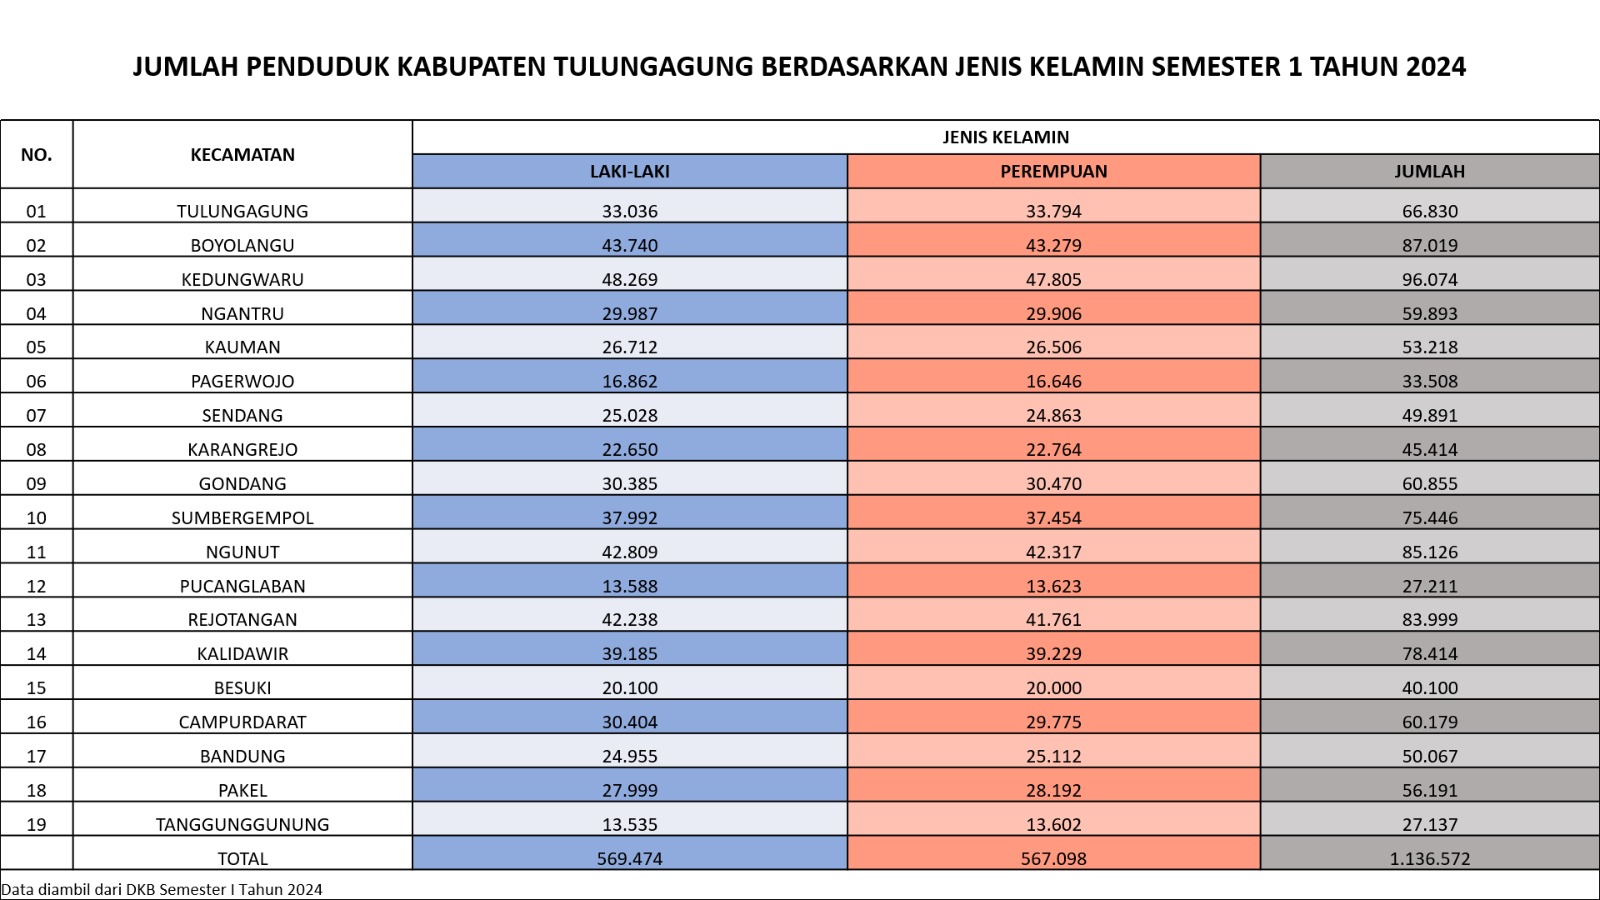 JUMLAH PENDUDUK KABUPATEN TULUNGAGUNG BERDASARKAN JENIS KELAMIN SEMESTER 1 TAHUN 2024
NO. KECAMATAN JENIS KELAMIN
LAKI-LAKI PEREMPUAN JUMLAH
01 TULUNGAGUNG 33.036 33.794 66.830
02 BOYOLANGU 43.740 43.279 87.019
03 KEDUNGWARU 48.269 47.805 96.074
04 NGANTRU 29.987 29.906 59.893
05 KAUMAN 26.712 26.506 53.218
06 PAGERWOJO 16.862 16.646 33.508
07 SENDANG 25.028 24.863 49.891
08 KARANGREJO 22.650 22.764 45.414
09 GONDANG 30.385 30.470 60.855
10 SUMBERGEMPOL 37.992 37.454 75.446
11 NGUNUT 42.809 42.317 85.126
12 PUCANGLABAN 13.588 13.623 27.211
13 REJOTANGAN 42.238 41.761 83.999
14 KALIDAWIR 39.185 39.229 78.414
15 BESUKI 20.100 20.000 40.100
16 CAMPURDARAT 30.404 29.775 60.179
17 BANDUNG 24.955 25.112 50.067
18 PAKEL 27.999 28.192 56.191
19 TANGGUNGGUNUNG 13.535 13.602 27.137
TOTAL 569.474 567.098 1.136.572
Data diambil dari DKB Semester I Tahun 2024